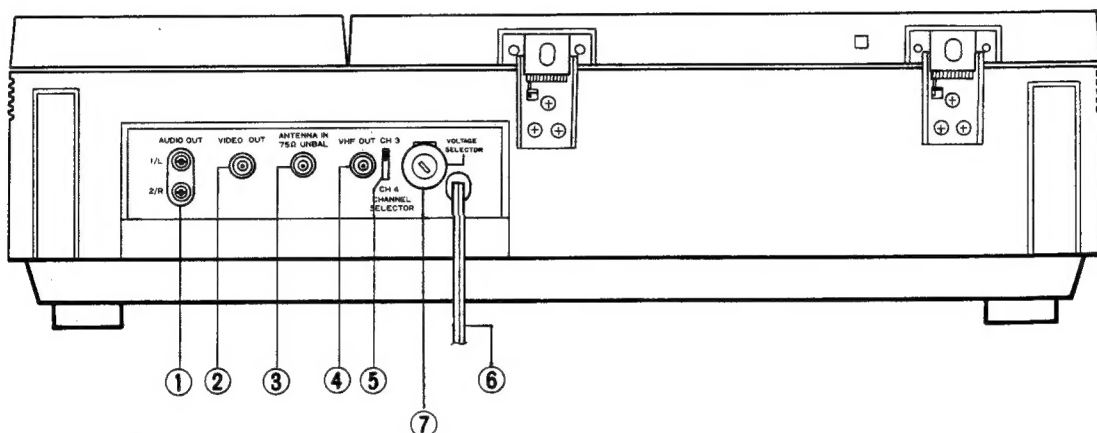 AUDIO OUT
1/L
2/R
VIDEO OUT
ANTENNA IN
75Ω UNBAL
VHF OUT CH 3
CH 4
CHANNEL
SELECTOR
VOLTAGE
SELECTOR
① ② ③ ④ ⑤ ⑥
⑦